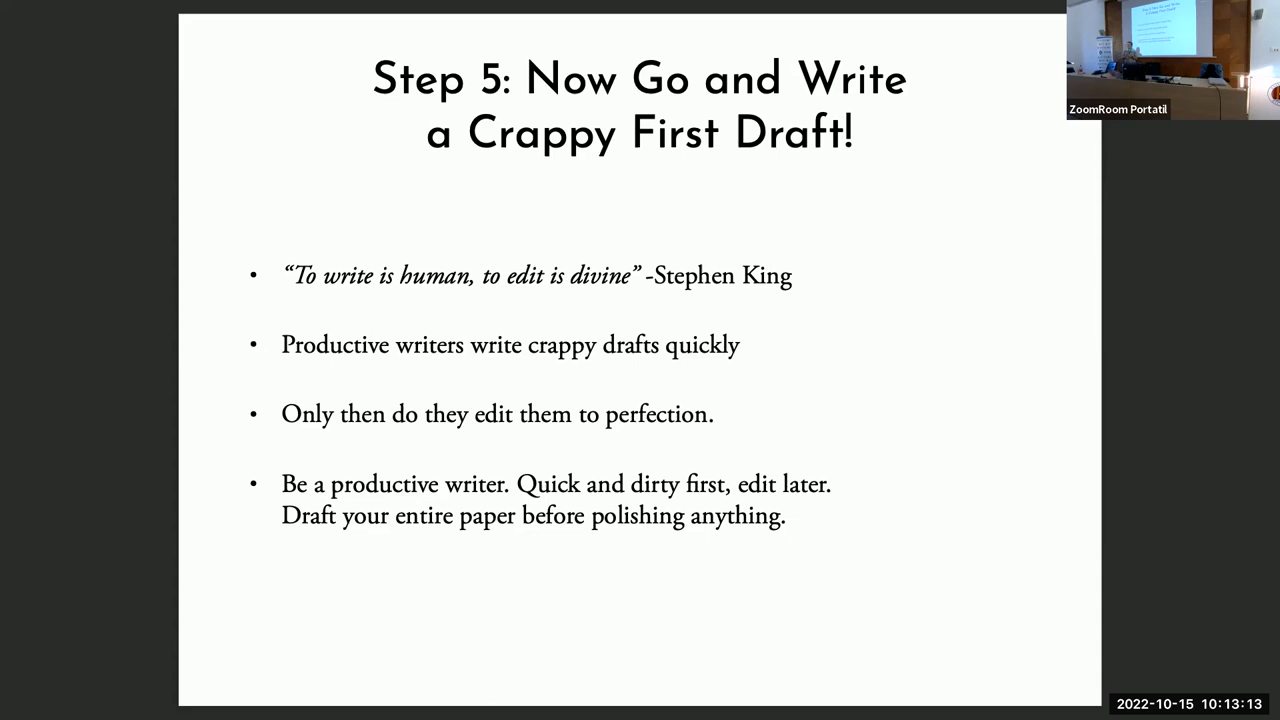 Step 5: Now Go and Write
a Crappy First Draft!
• “To write is human, to edit is divine” -Stephen King
• Productive writers write crappy drafts quickly
• Only then do they edit them to perfection.
• Be a productive writer. Quick and dirty first, edit later.
Draft your entire paper before polishing anything.
ZoomRoom Portatil
2022-10-15 10:13:13